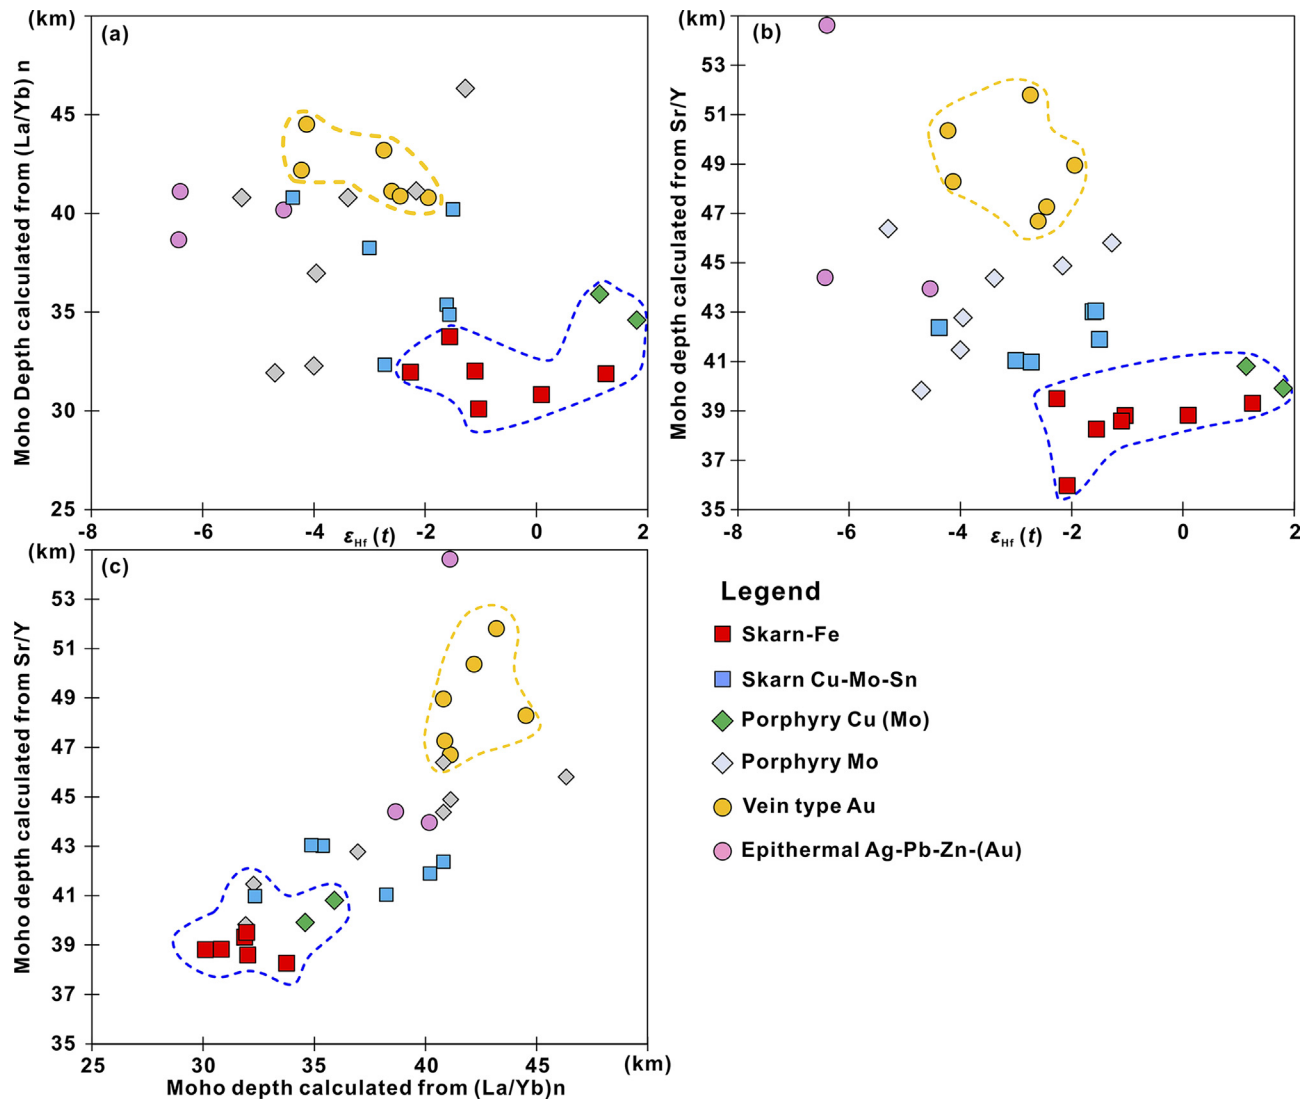 (km)
(a)
Moho Depth calculated from (La/Yb) n
45
40
35
30
25
-8
-6
-4
-2
0
2
εHf (t)
(km)
(b)
Moho depth calculated from Sr/Y
53
51
49
47
45
43
41
39
37
35
-8
-6
-4
-2
0
2
εHf (t)
(km)
(c)
Moho depth calculated from Sr/Y
53
51
49
47
45
43
41
39
37
35
25
30
35
40
45
(km)
Moho depth calculated from (La/Yb)n
Legend
Skarn-Fe
Skarn Cu-Mo-Sn
Porphyry Cu (Mo)
Porphyry Mo
Vein type Au
Epithermal Ag-Pb-Zn-(Au)